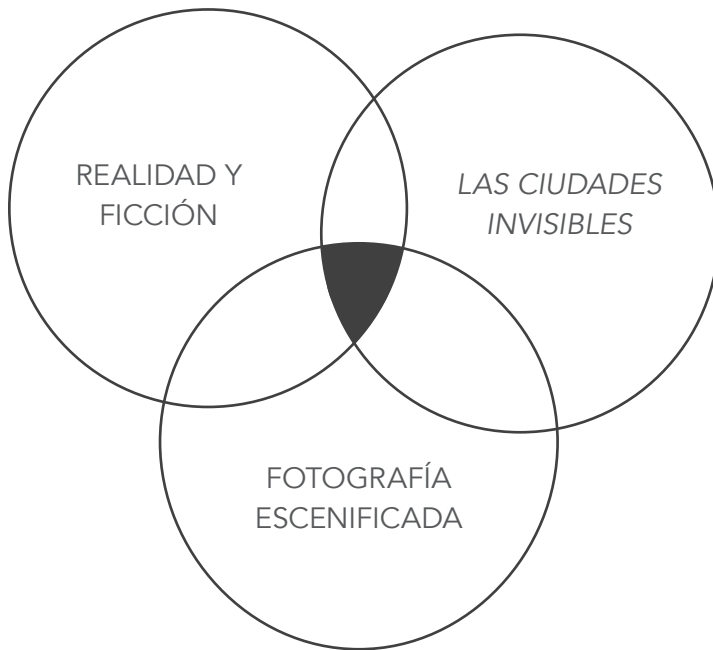 REALIDAD Y
FICCIÓN
LAS CIUDADES
INVISIBLES
FOTOGRAFÍA
ESCENIFICADA